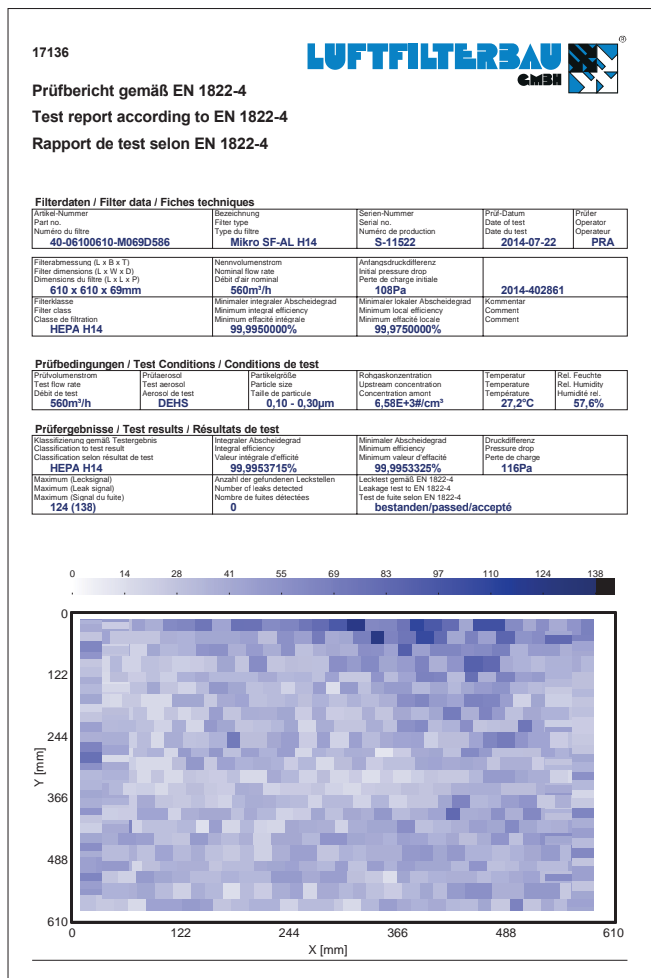 17136
LUFTFILTERBAU
GMBH
®
Prüfbericht gemäß EN 1822-4
Test report according to EN 1822-4
Rapport de test selon EN 1822-4
Filterdaten / Filter data / Fiches techniques
Artikel-Nummer Bezeichnung Serien-Nummer Prüf-Datum Prüfer
Part no. Filter type Serial no. Date of test Operator
Numéro du filtre Type du filtre Numéro de production Date du test Operateur
40-06100610-M069D586 Mikro SF-AL H14 S-11522 2014-07-22 PRA
Filterabmessung (L x B x T) Nennvolumenstrom Anfangsdruckdifferenz
Filter dimensions (L x W x D) Nominal flow rate Initial pressure drop
Dimensions du filtre (L x L x P) Débit d'air nominal Perte de charge initiale
610 x 610 x 69mm 560m³/h 108Pa 2014-402861
Filterklasse Minimaler integraler Abscheidegrad Minimaler lokaler Abscheidegrad Kommentar
Filter class Minimum integral efficiency Minimum local efficiency Comment
Classe de filtration Minimum effacité intégrale Minimum effacité locale Comment
HEPA H14 99,9950000% 99,9750000%
Prüfbedingungen / Test Conditions / Conditions de test
Prüfvolumenstrom Prüfaerosol Partikelgröße Rohgaskonzentration Temperatur Rel. Feuchte
Test flow rate Test aerosol Particle size Upstream concentration Temperature Rel. Humidity
Débit de test Aerosol de test Taille de particule Concentration amont Température Humidité rel.
560m³/h DEHS 0,10 - 0,30µm 6,58E+3#/cm³ 27,2°C 57,6%
Prüfergebnisse / Test results / Résultats de test
Klassifizierung gemäß Testergebnis Integraler Abscheidegrad Minimaler Abscheidegrad Druckdifferenz
Classification to test result Integral efficiency Minimum efficiency Pressure drop
Classification selon résultat de test Valeur intégrale d'efficité Minimum valeur d'effacité Perte de charge
HEPA H14 99,9953715% 99,9953325% 116Pa
Maximum (Lecksignal) Anzahl der gefundenen Leckstellen Lecktest gemäß EN 1822-4
Maximum (Leak signal) Number of leaks detected Leakage test to EN 1822-4
Maximum (Signal du fuite) Nombre de fuites détectées Test de fuite selon EN 1822-4
124 (138) 0 bestanden/passed/accepté
0 14 28 41 55 69 83 97 110 124 138
0
122
244
366
488
610
Y [mm]
0 122 244 366 488 610
X [mm]